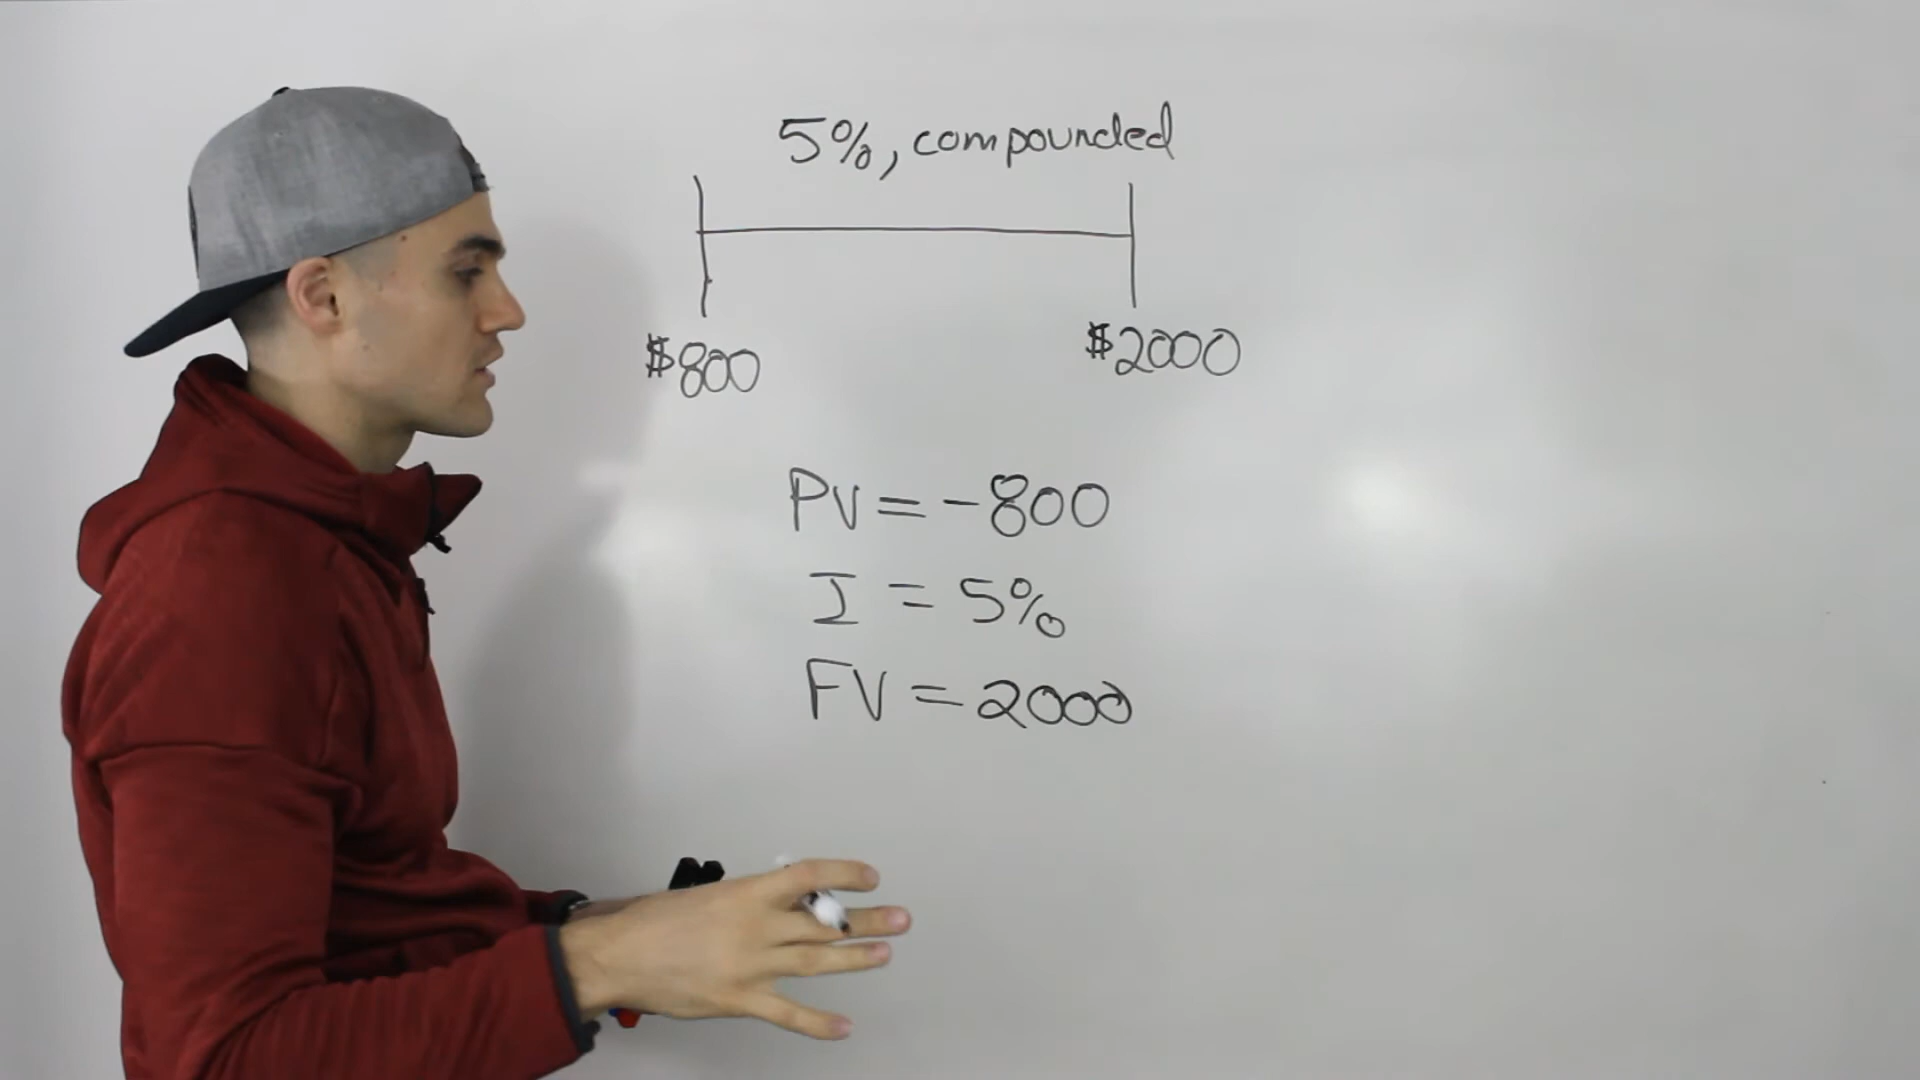 5%, compounded
$800 $2000
PV = -800
I = 5%
FV = 2000